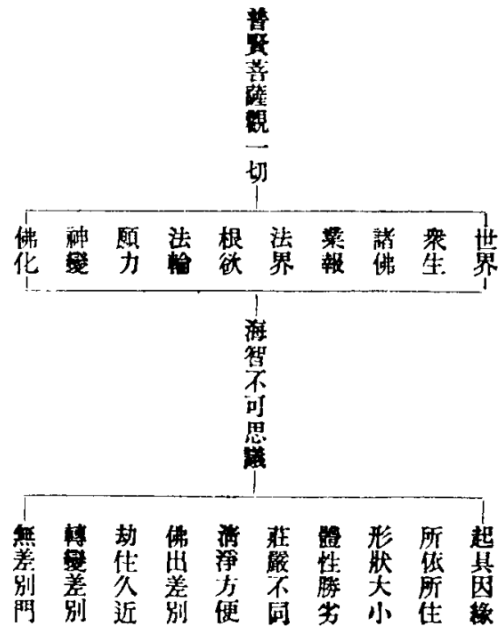 普賢菩薩觀一切
世界
衆生
諸佛
業報
法界
根欲
法輪
願力
神變
佛化
海智不可思議
起具因緣
所依所住
形狀大小
體性勝劣
莊嚴不同
清淨方便
佛出差別
劫住久近
轉變差別
無差別門